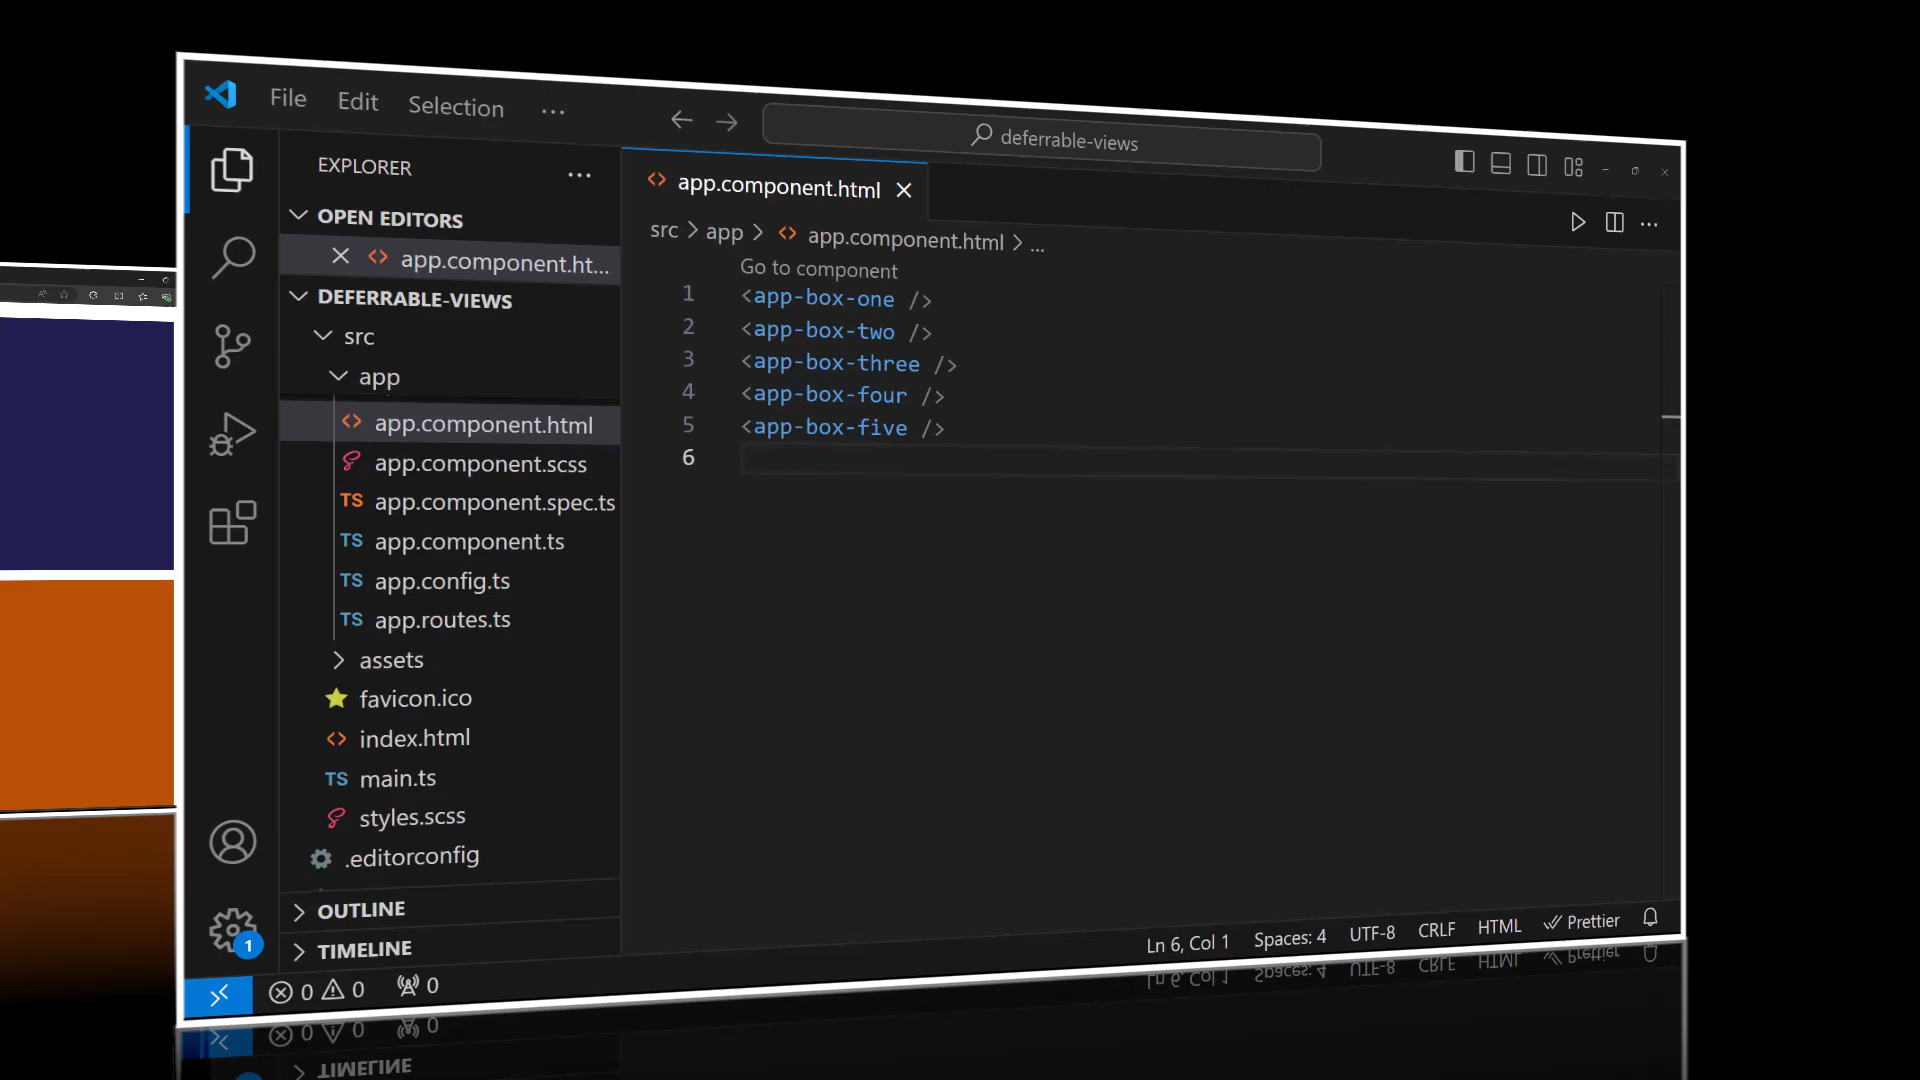 File Edit Selection ...
deferrable-views
EXPLORER ...
OPEN EDITORS
app.component.ht...
DEFERRABLE-VIEWS
src
app
app.component.html
app.component.scss
TS app.component.spec.ts
TS app.component.ts
TS app.config.ts
TS app.routes.ts
assets
favicon.ico
index.html
TS main.ts
styles.scss
.editorconfig
OUTLINE
TIMELINE
app.component.html
src > app > app.component.html > ...
Go to component
1 <app-box-one />
2 <app-box-two />
3 <app-box-three />
4 <app-box-four />
5 <app-box-five />
6
1
0 0 0
Ln 6, Col 1 Spaces: 4 UTF-8 CRLF HTML Prettier